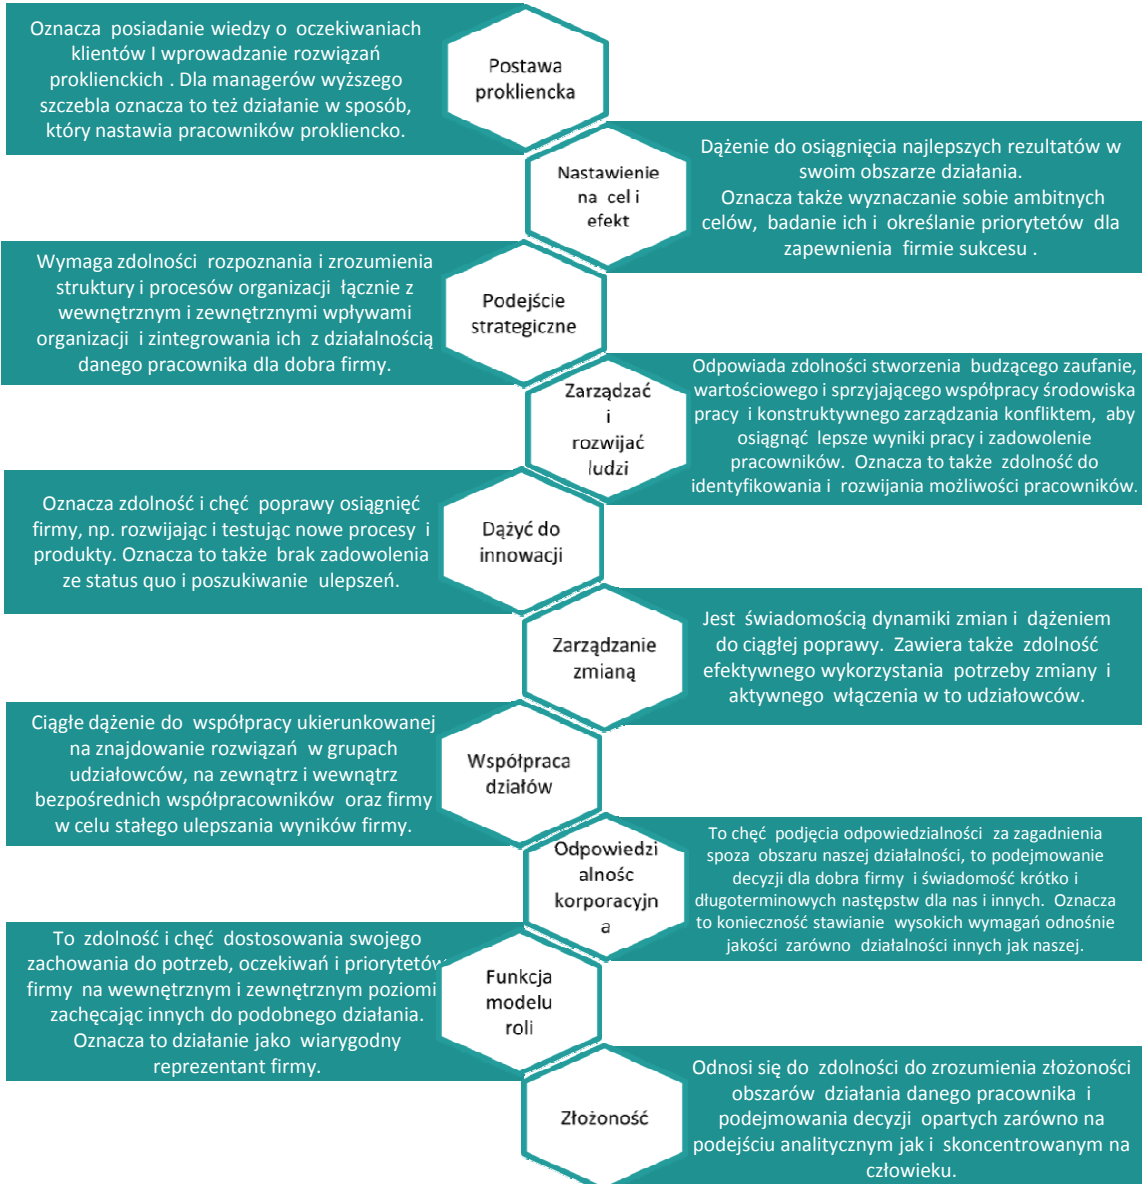 Oznacza posiadanie wiedzy o oczekiwaniach
klientów I wprowadzanie rozwiązań
proklienckich . Dla managerów wyższego
szczebla oznacza to też działanie w sposób,
który nastawia pracowników prokliencko.
Postawa
prokliencka
Nastawienie
na cel i
efekt
Dążenie do osiągnięcia najlepszych rezultatów w
swoim obszarze działania.
Oznacza także wyznaczanie sobie ambitnych
celów, badanie ich i określanie priorytetów dla
zapewnienia firmie sukcesu .
Wymaga zdolności rozpoznania i zrozumienia
struktury i procesów organizacji łącznie z
wewnętrznym i zewnętrznymi wpływami
organizacji i zintegrowania ich z działalnością
danego pracownika dla dobra firmy.
Podejście
strategiczne
Zarządzać
i
rozwijać
ludzi
Odpowiada zdolności stworzenia budzącego zaufanie,
wartościowego i sprzyjającego współpracy środowiska
pracy i konstruktywnego zarządzania konfliktem, aby
osiągnąć lepsze wyniki pracy i zadowolenie
pracowników. Oznacza to także zdolność do
identyfikowania i rozwijania możliwości pracowników.
Oznacza zdolność i chęć poprawy osiągnięć
firmy, np. rozwijając i testując nowe procesy i
produkty. Oznacza to także brak zadowolenia
ze status quo i poszukiwanie ulepszeń.
Dążyć do
innowacji
Zarządzanie
zmianą
Jest świadomością dynamiki zmian i dążeniem
do ciągłej poprawy. Zawiera także zdolność
efektywnego wykorzystania potrzeby zmiany i
aktywnego włączenia w to udziałowców.
Ciągłe dążenie do współpracy ukierunkowanej
na znajdowanie rozwiązań w grupach
udziałowców, na zewnątrz i wewnątrz
bezpośrednich współpracowników oraz firmy
w celu stałego ulepszania wyników firmy.
Współpraca
działów
Odpowiedzi
alnośc
korporacyjn
a
To chęć podjęcia odpowiedzialności za zagadnienia
spoza obszaru naszej działalności, to podejmowanie
decyzji dla dobra firmy i świadomość krótko i
długoterminowych następstw dla nas i innych. Oznacza
to konieczność stawianie wysokich wymagań odnośnie
jakości zarówno działalności innych jak naszej.
To zdolność i chęć dostosowania swojego
zachowania do potrzeb, oczekiwań i priorytetów
firmy na wewnętrznym i zewnętrznym poziomi
zachęcając innych do podobnego działania.
Oznacza to działanie jako wiarygodny
reprezentant firmy.
Funkcja
modelu
roli
Złożoność
Odnosi się do zdolności do zrozumienia złożoności
obszarów działania danego pracownika i
podejmowania decyzji opartych zarówno na
podejściu analitycznym jak i skoncentrowanym na
człowieku.